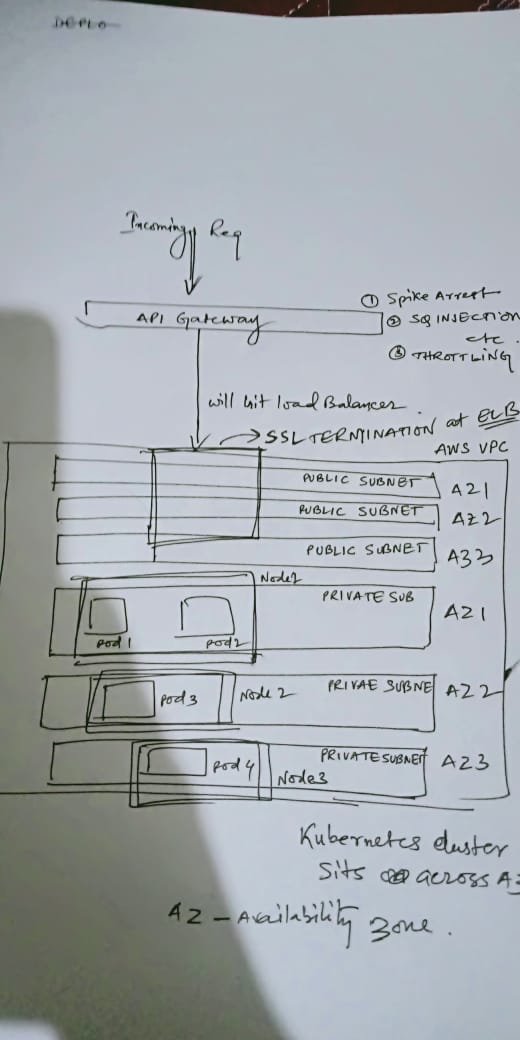 DEPLO
Incoming Req
API Gateway
① Spike Arrest
② SQ INJECTION
etc.
③ THROTTLING
will hit load Balancer.
SSL TERMINATION at ELB
AWS VPC
PUBLIC SUBNET AZ1
PUBLIC SUBNET AZ2
PUBLIC SUBNET AZ3
Node1
PRIVATE SUB AZ1
pod 1 pod2
pod 3 Node 2 PRIVAE SUBNE AZ2
pod 4 Node3 PRIVATE SUBNET AZ3
Kubernetes cluster
Sits across AZ
AZ - Availability Zone.